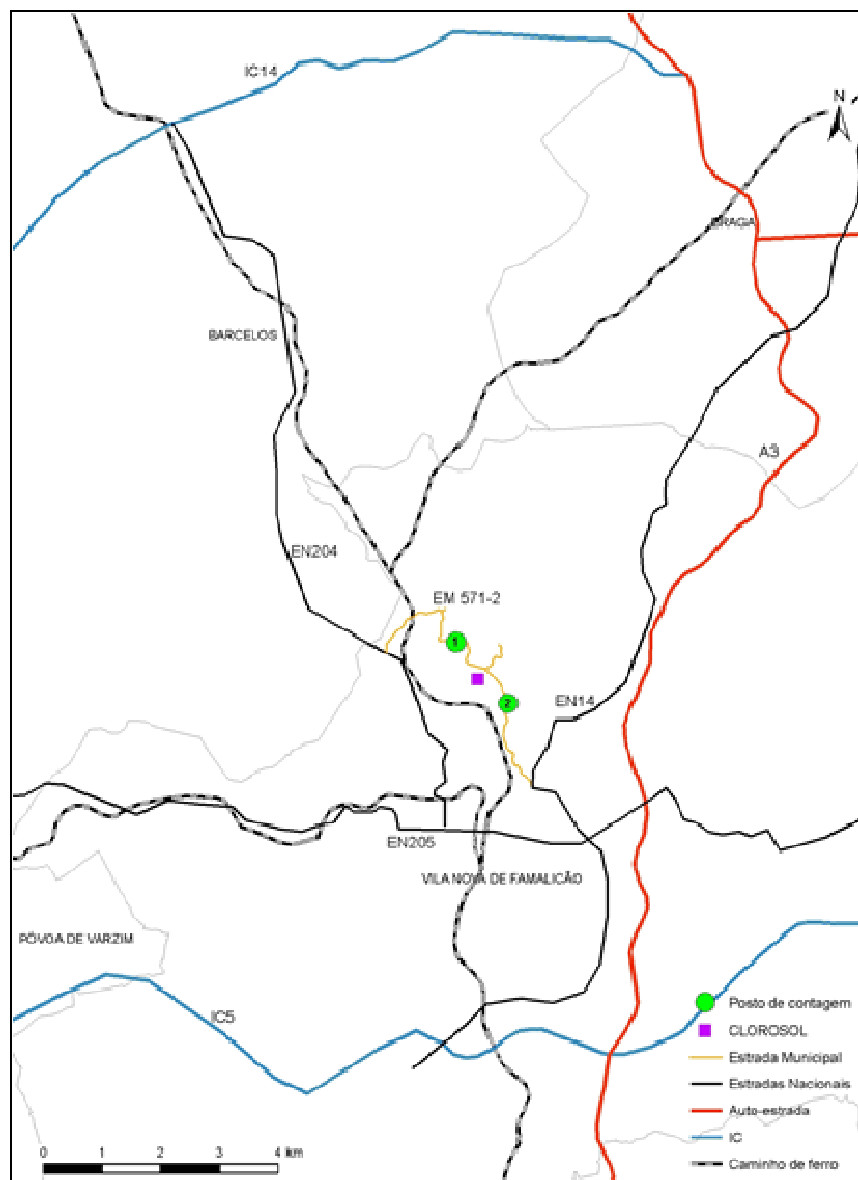 IC14
N
BRAGA
BARCELOS
A3
EN204
EM 571-2
1
2
EN14
EN205
VILA NOVA DE FAMALICÃO
PÓVOA DE VARZIM
IC5
Posto de contagem
CLOROSOL
Estrada Municipal
Estradas Nacionais
Auto-estrada
IC
Caminho de ferro
0 1 2 3 4 km